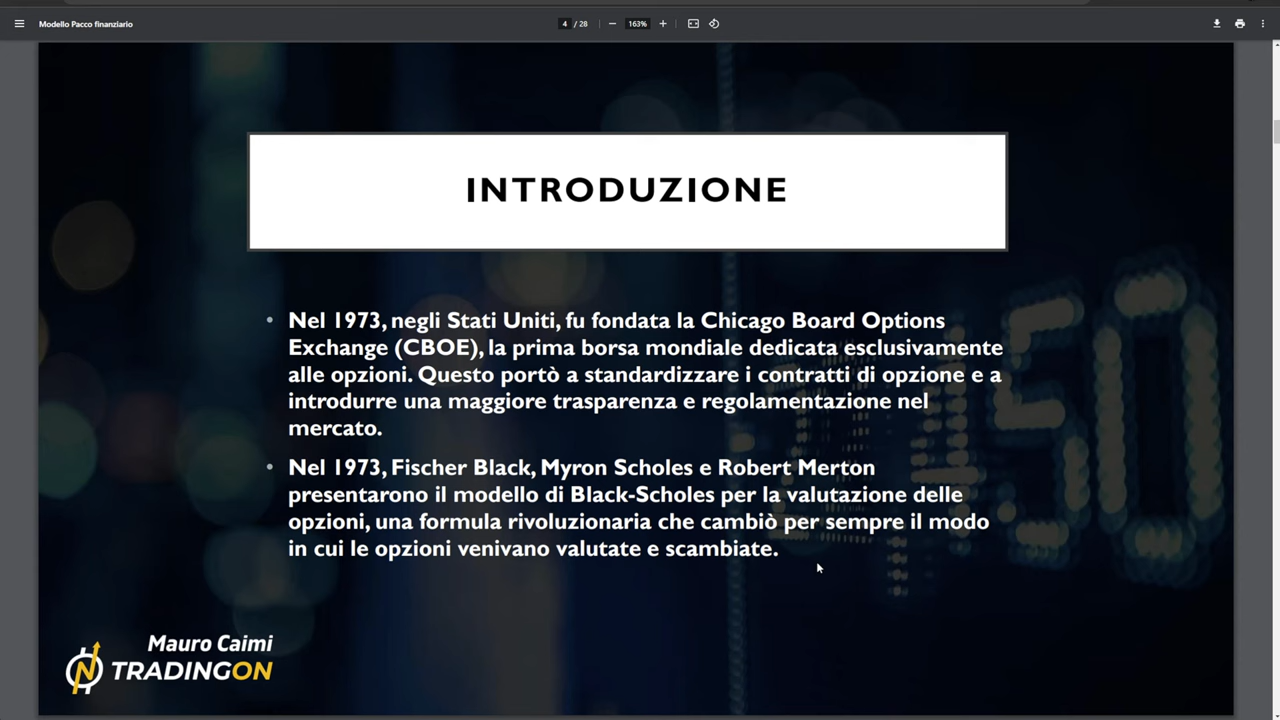 Modello Pacco finanziario
4 / 28
163%
INTRODUZIONE
• Nel 1973, negli Stati Uniti, fu fondata la Chicago Board Options
Exchange (CBOE), la prima borsa mondiale dedicata esclusivamente
alle opzioni. Questo portò a standardizzare i contratti di opzione e a
introdurre una maggiore trasparenza e regolamentazione nel
mercato.
• Nel 1973, Fischer Black, Myron Scholes e Robert Merton
presentarono il modello di Black-Scholes per la valutazione delle
opzioni, una formula rivoluzionaria che cambiò per sempre il modo
in cui le opzioni venivano valutate e scambiate.
Mauro Caimi
TRADINGON